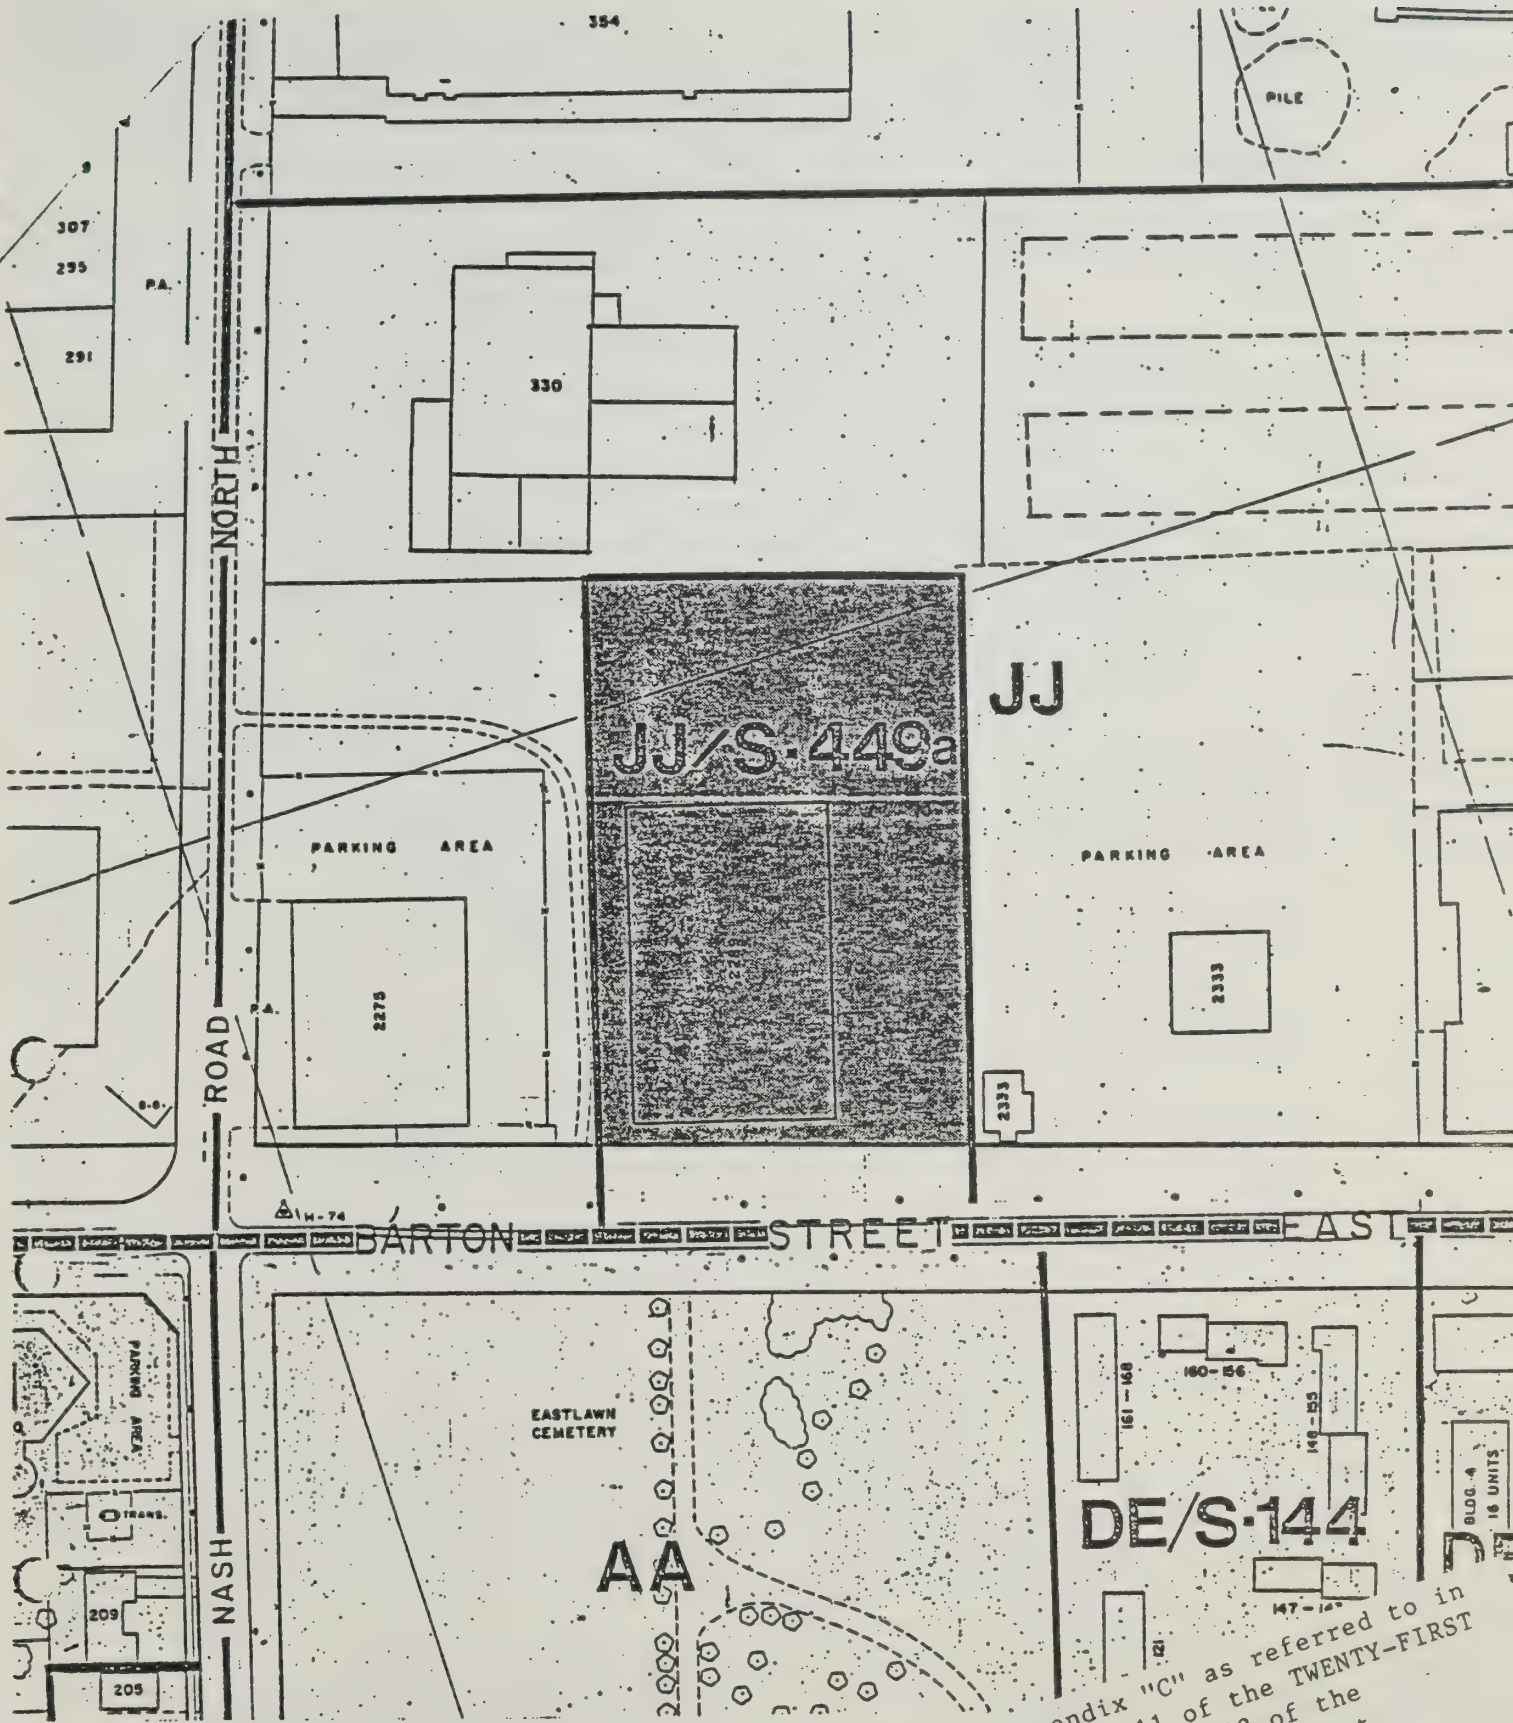 354
PILE
9
307
295
P.A.
291
330
NORTH
JJ
JJ/S-449a
PARKING AREA
PARKING AREA
2275
2333
2333
P.A.
ROAD
S.S.
H-74
BARTON STREET EAST
PARKING AREA
EASTLAWN
CEMETERY
161-168
160-156
148-155
BLDG. 4
16 UNITS
TRANS.
DE/S-144
AA
NASH
209
205
121
"C" as referred to in
of the TWENTY-FIRST
of the